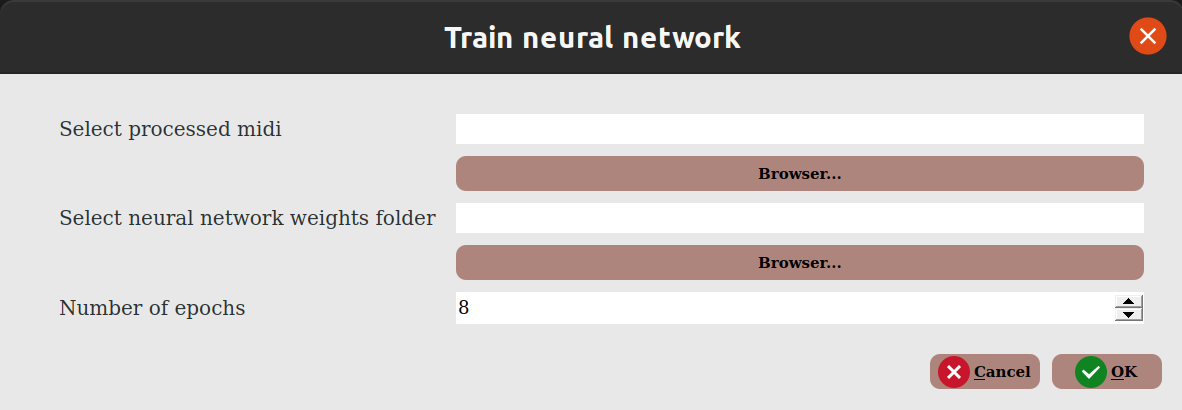 Train neural network
Select processed midi
Browser...
Select neural network weights folder
Browser...
Number of epochs 8
Cancel OK